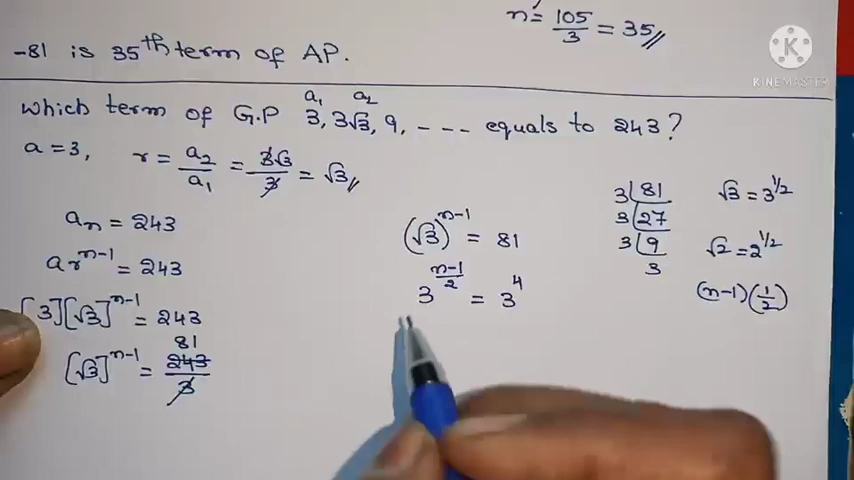 n = 105/3 = 35//
-81 is 35th term of AP.
KINEMASTER
a₁ a₂
which term of G.P 3, 3√3, 9, - - - - equals to 243?
a = 3, r = a₂/a₁ = 3√3/3 = √3//
aₙ = 243
arⁿ⁻¹ = 243
[3][√3]ⁿ⁻¹ = 243
[√3]ⁿ⁻¹ = 243/3
81
(√3)ⁿ⁻¹ = 81
3^((n-1)/2) = 3⁴
3 | 81
3 | 27
3 | 9
3
√3 = 3^(1/2)
√2 = 2^(1/2)
(n-1)(1/2)